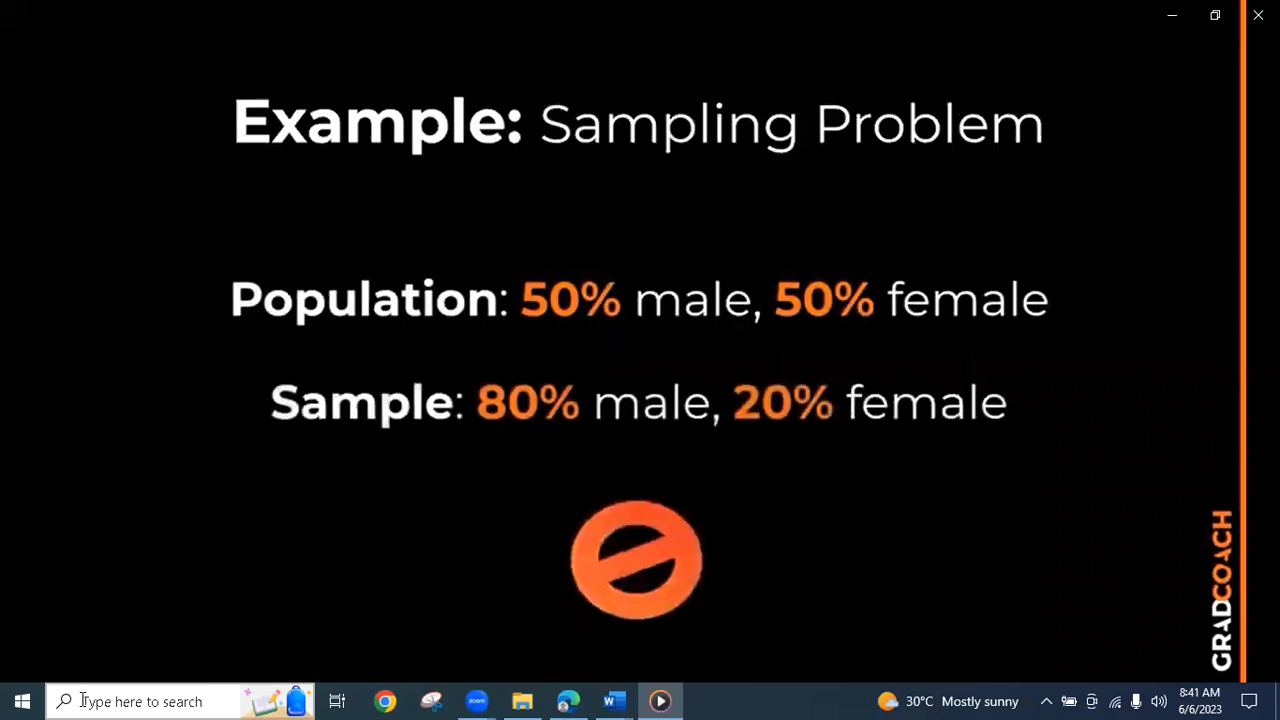 Example: Sampling Problem
Population: 50% male, 50% female
Sample: 80% male, 20% female
GRADCOACH
Type here to search
zoom
W
30°C Mostly sunny
8:41 AM
6/6/2023